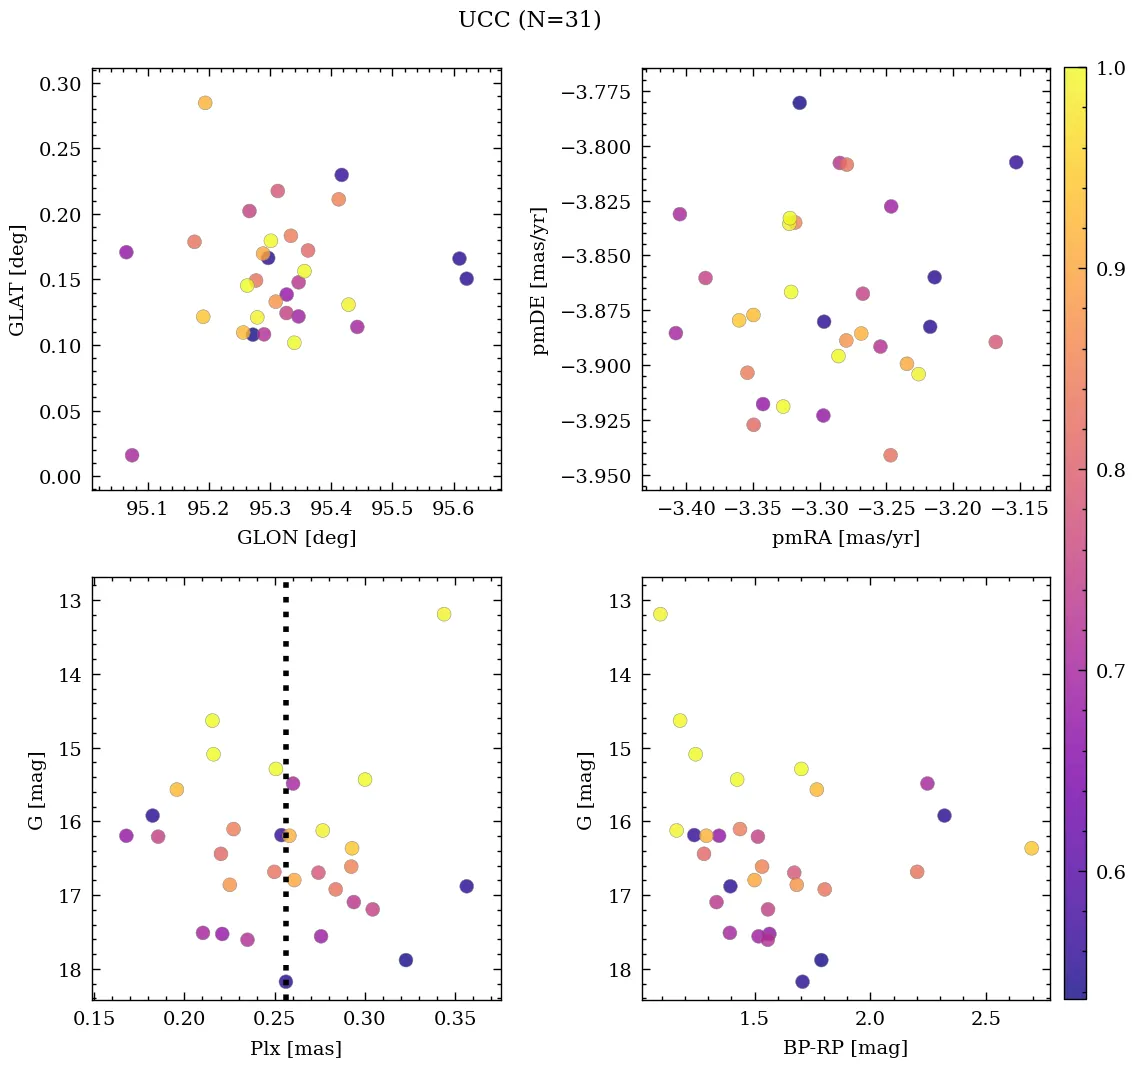 UCC (N=31)
0.30
0.25
0.20
0.15
0.10
0.05
0.00
GLAT [deg]
95.1 95.2 95.3 95.4 95.5 95.6
GLON [deg]
−3.775
−3.800
−3.825
−3.850
−3.875
−3.900
−3.925
−3.950
pmDE [mas/yr]
−3.40 −3.35 −3.30 −3.25 −3.20 −3.15
pmRA [mas/yr]
13
14
15
16
17
18
G [mag]
0.15 0.20 0.25 0.30 0.35
Plx [mas]
13
14
15
16
17
18
G [mag]
1.5 2.0 2.5
BP-RP [mag]
1.0
0.9
0.8
0.7
0.6